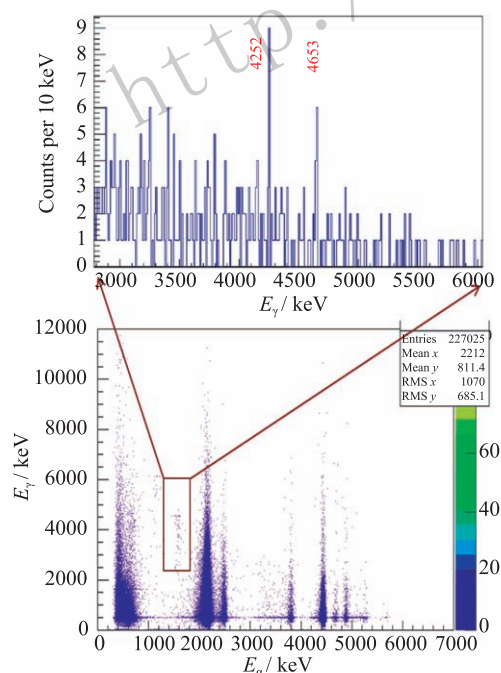 http:/
9
8
7
6
5
4
3
2
1
0
Counts per 10 keV
4252
4653
3000 3500 4000 4500 5000 5500 6000
Eγ / keV
12000
10000
8000
6000
4000
2000
0
Eγ / keV
Entries 227025
Mean x 2212
Mean y 811.4
RMS x 1070
RMS y 685.1
60
40
20
0
0 1000 2000 3000 4000 5000 6000 7000
Eα / keV